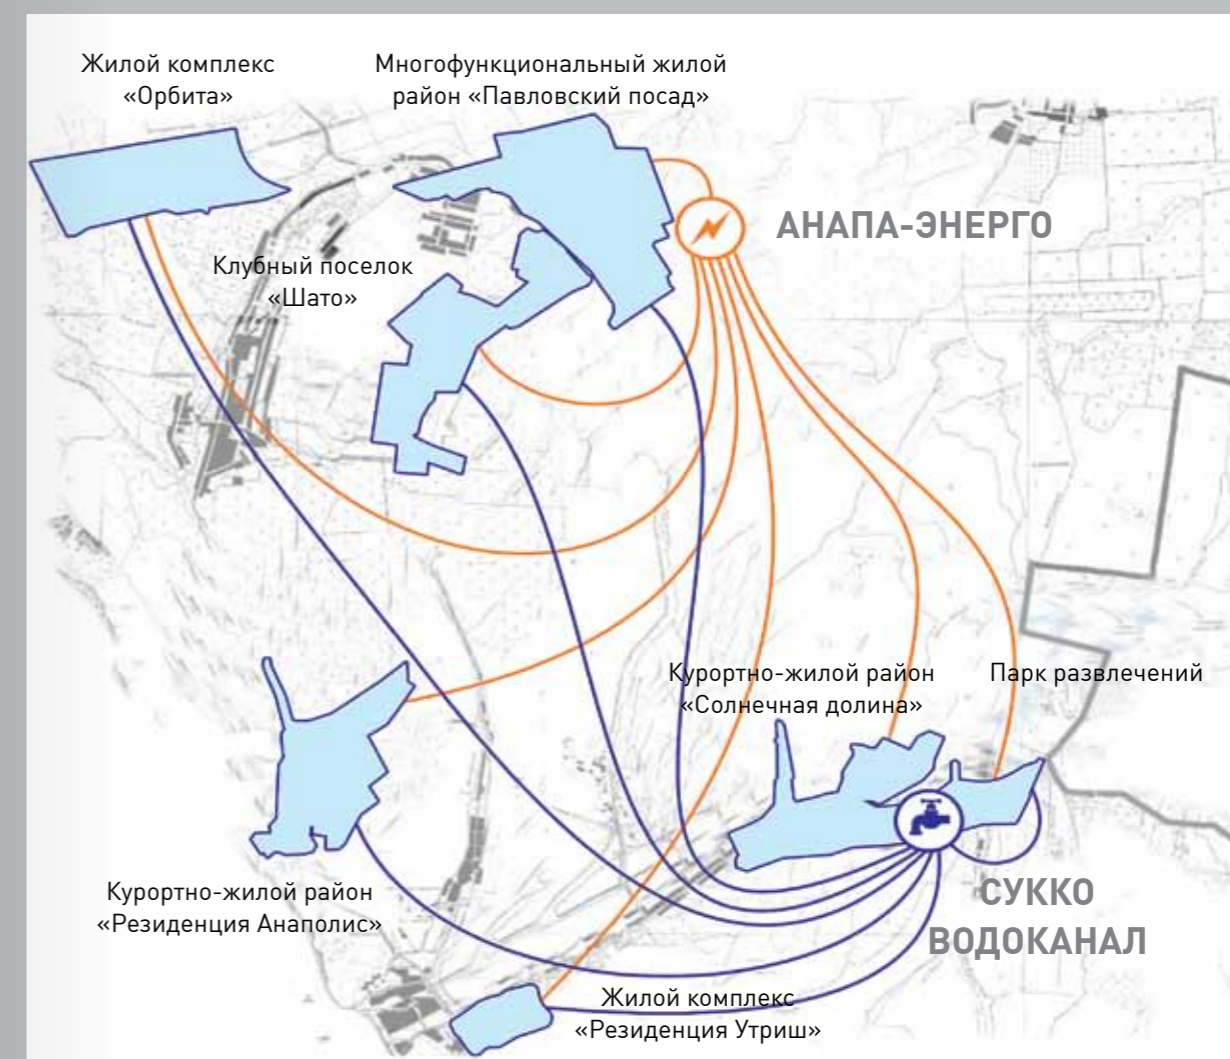 Жилой комплекс
«Орбита»
Многофункциональный жилой
район «Павловский посад»
АНАПА-ЭНЕРГО
Клубный поселок
«Шато»
Курортно-жилой район
«Солнечная долина»
Парк развлечений
Курортно-жилой район
«Резиденция Анаполис»
СУККО
ВОДОКАНАЛ
Жилой комплекс
«Резиденция Утриш»